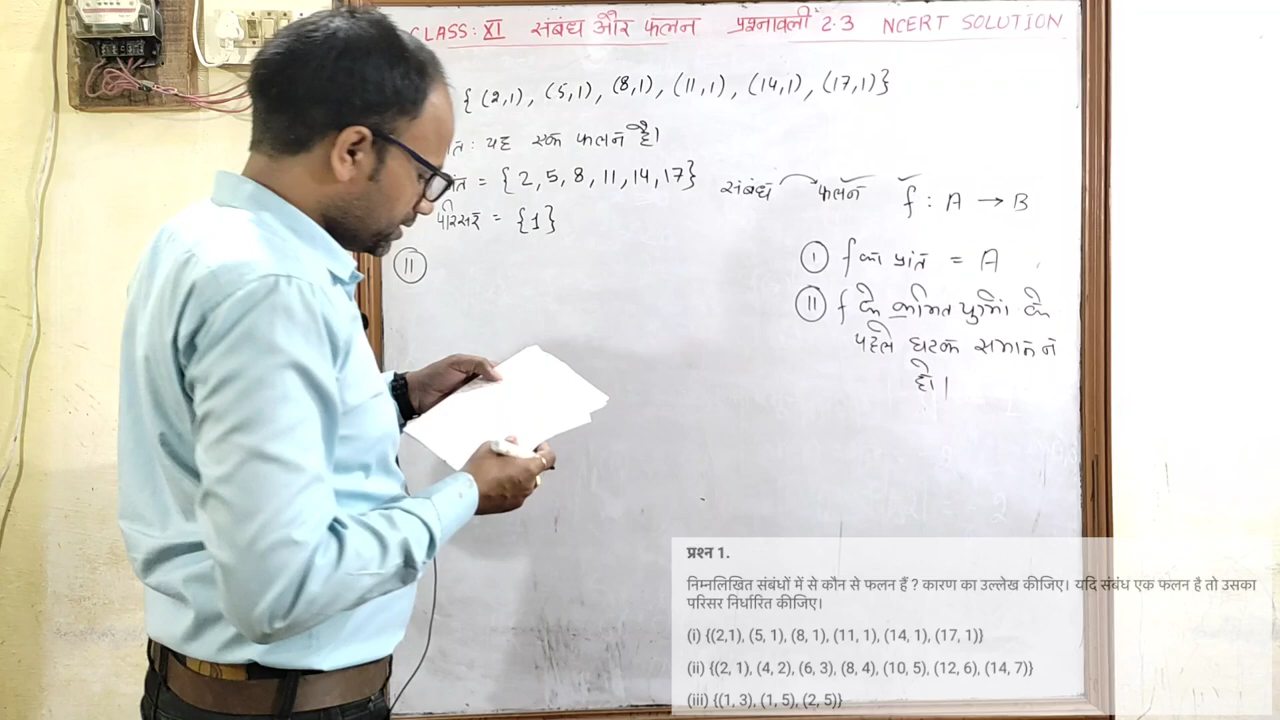 CLASS: XI संबंध और फलन प्रश्नावली 2.3 NCERT SOLUTION
{ (2,1), (5,1), (8,1), (11,1), (14,1), (17,1)}
यह एक फलन है।
= { 2, 5, 8, 11, 14, 17}
परिसर = {1}
संबंध फलन f : A → B
I f का प्रांत = A
II f के क्रमित युग्मों के
पहले घटक समान न
हो।
II
प्रश्न 1.
निम्नलिखित संबंधों में से कौन से फलन हैं ? कारण का उल्लेख कीजिए। यदि संबंध एक फलन है तो उसका
परिसर निर्धारित कीजिए।
(i) {(2,1), (5, 1), (8, 1), (11, 1), (14, 1), (17, 1)}
(ii) {(2, 1), (4, 2), (6, 3), (8, 4), (10, 5), (12, 6), (14, 7)}
(iii) {(1, 3), (1, 5), (2, 5)}